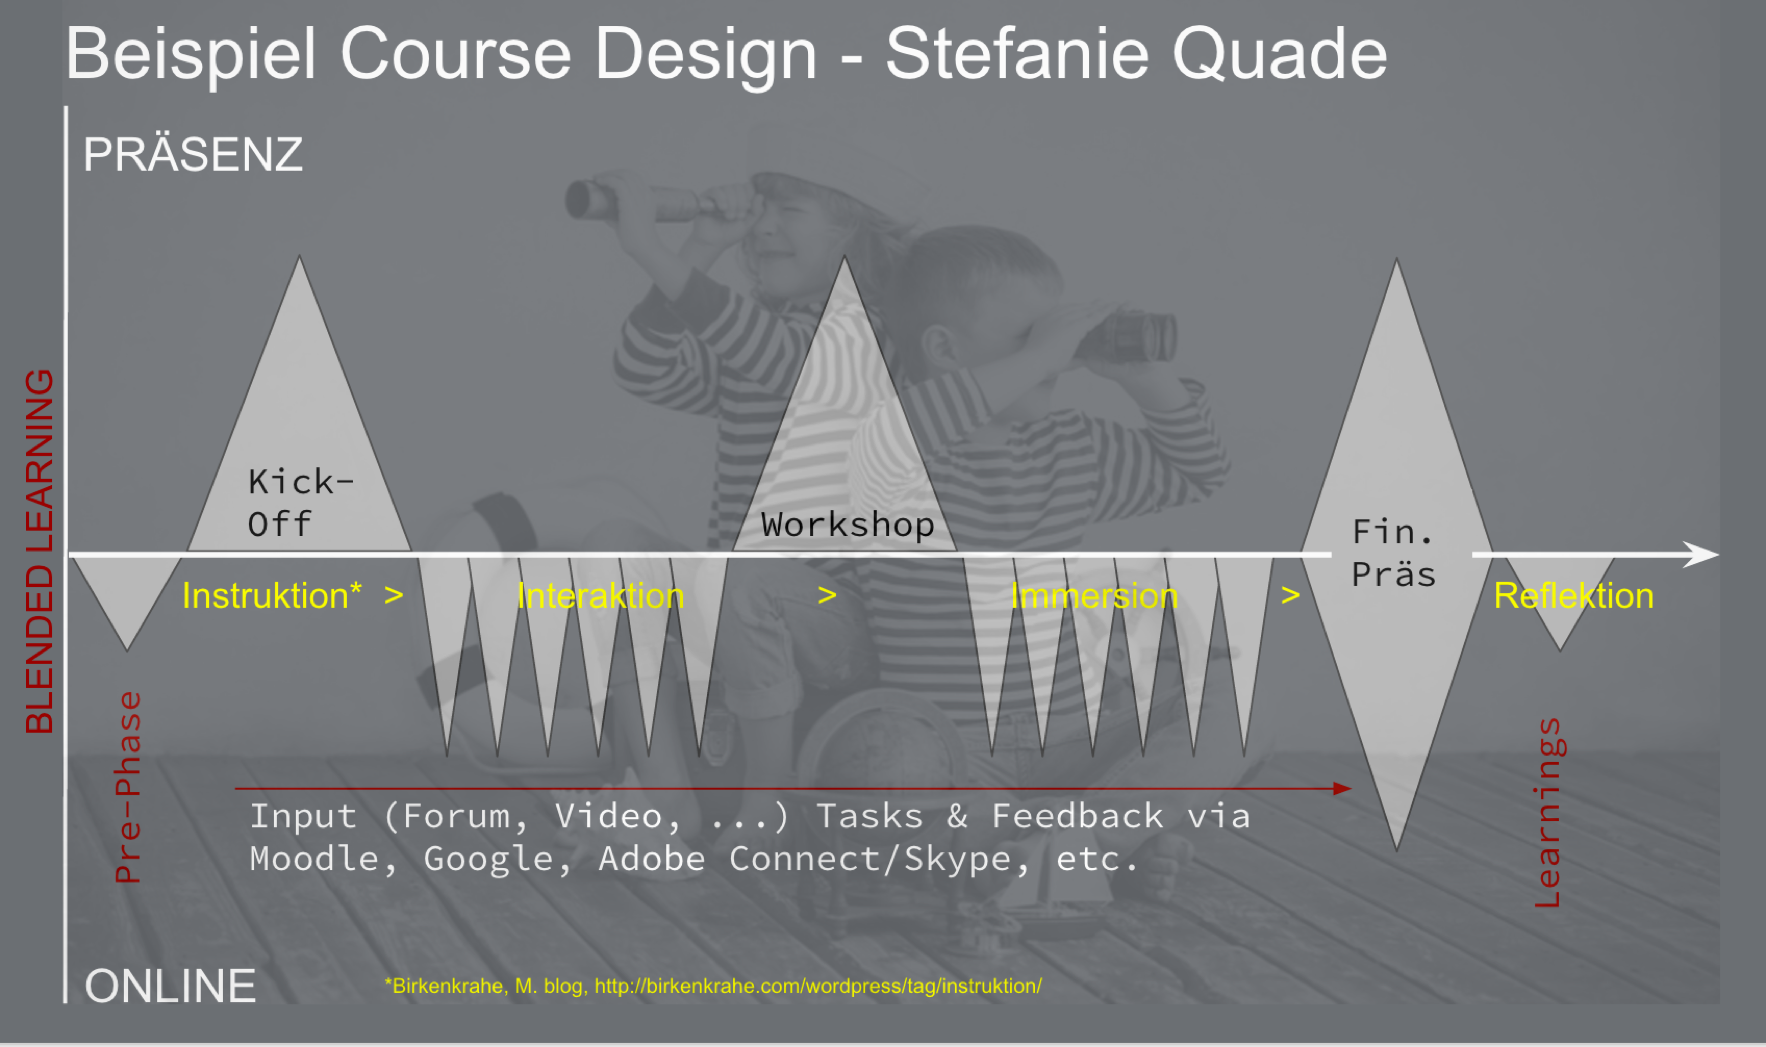 Beispiel Course Design - Stefanie Quade
PRÄSENZ
BLENDED LEARNING
Kick-
Off
Workshop
Fin.
Präs
Instruktion* > Interaktion > Immersion > Reflektion
Pre-Phase
Learnings
Input (Forum, Video, ...) Tasks & Feedback via
Moodle, Google, Adobe Connect/Skype, etc.
ONLINE
*Birkenkrahe, M. blog, http://birkenkrahe.com/wordpress/tag/instruktion/